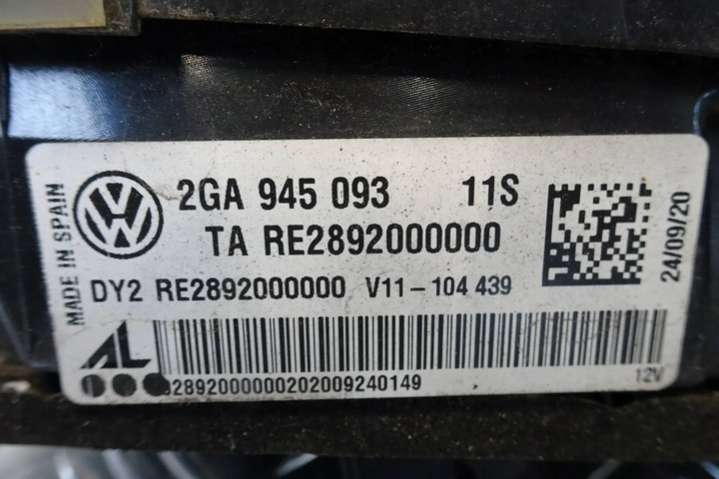 MADE IN SPAIN
2GA 945 093 11S
TA RE2892000000
DY2 RE2892000000 V11-104 439
24/09/20
AL
2892000000202009240149
12V